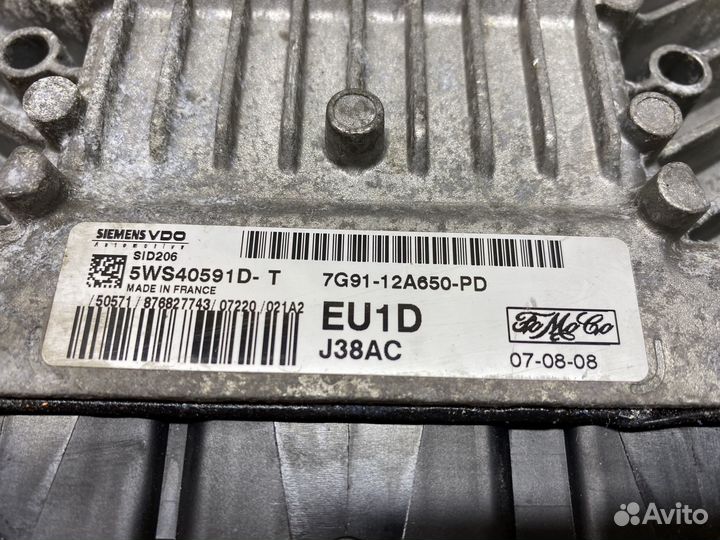 SIEMENS VDO
Automotive
SID206
5WS40591D- T
MADE IN FRANCE
/50571/876827743/07220/021A2
7G91-12A650-PD
EU1D
J38AC
FoMoCo
07-08-08
Avito